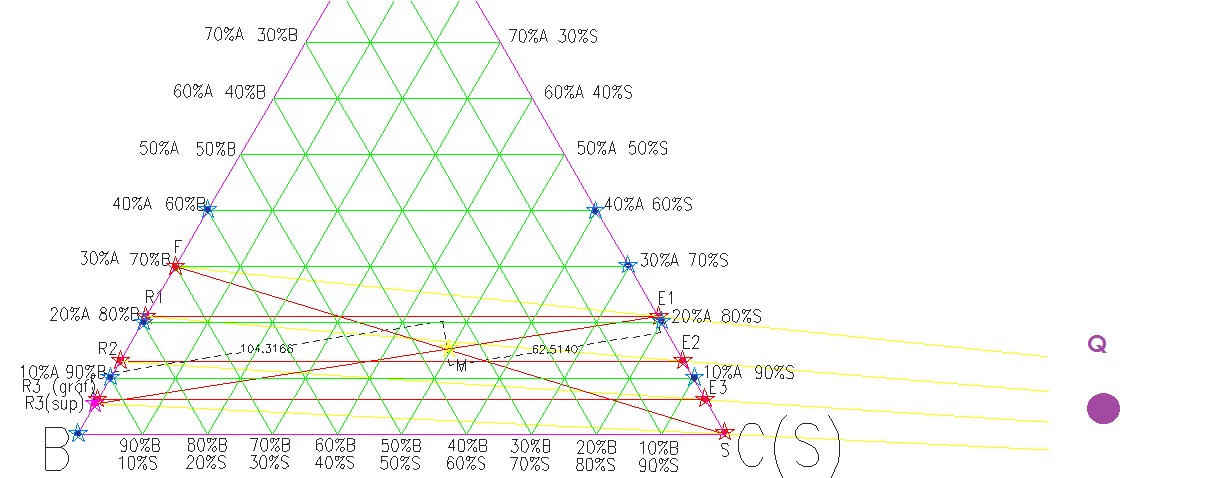 70%A 30%B 70%A 30%S
60%A 40%B 60%A 40%S
50%A 50%B 50%A 50%S
40%A 60%B 40%A 60%S
F
30%A 70%B 30%A 70%S
R1 E1
20%A 80%B 20%A 80%S
R2 104.3166 62.5140 E2 Q
M
10%A 90%B 10%A 90%S
R3 (gráf) E3
R3(sup)
B 90%B 80%B 70%B 60%B 50%B 40%B 30%B 20%B 10%B S C(S)
10%S 20%S 30%S 40%S 50%S 60%S 70%S 80%S 90%S